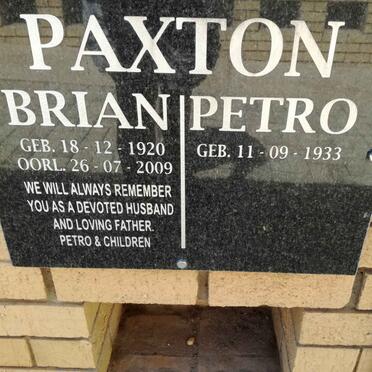 PAXTON
BRIAN
GEB. 18 - 12 - 1920
OORL. 26 - 07 - 2009
WE WILL ALWAYS REMEMBER
YOU AS A DEVOTED HUSBAND
AND LOVING FATHER.
PETRO & CHILDREN
PETRO
GEB. 11 - 09 - 1933